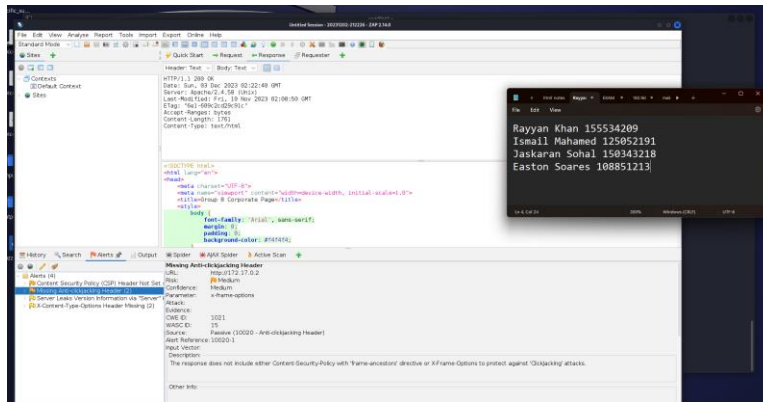 Untitled Session - 20231202-212226 - ZAP 2.14.0
File Edit View Analyse Report Tools Import Export Online Help
Standard Mode
Sites
Quick Start Request Response Requester
Header: Text Body: Text
Contexts
Default Context
Sites
HTTP/1.1 200 OK
Date: Sun, 03 Dec 2023 02:22:48 GMT
Server: Apache/2.4.58 (Unix)
Last-Modified: Fri, 10 Nov 2023 02:08:50 GMT
Accept-Ranges: bytes
Content-Length: 1761
Content-Type: text/html
<!DOCTYPE html>
<html lang="en">
<head>
<meta charset="UTF-8">
<meta name="viewport" content="width=device-width, initial-scale=1.0">
<title>Group 8 Corporate Page</title>
<style>
body {
font-family: 'Arial', sans-serif;
margin: 0;
padding: 0;
background-color: #f4f4f4;
File Edit View
Rayyan Khan 155534209
Ismail Mahamed 125052191
Jaskaran Sohal 150343218
Easton Soares 108851213
Windows (CRLF) UTF-8
History Search Alerts Output Spider AJAX Spider Active Scan
Alerts (4)
Content Security Policy (CSP) Header Not Set
Missing Anti-clickjacking Header (2)
Server Leaks Version Information via "Server"
X-Content-Type-Options Header Missing (2)
Missing Anti-clickjacking Header
URL: http://172.17.0.2
Risk: Medium
Confidence: Medium
Parameter: x-frame-options
Attack:
Evidence:
CWE ID: 1021
WASC ID: 15
Source: Passive (10020 - Anti-clickjacking Header)
Alert Reference: 10020-1
Input Vector:
Description:
The response does not include either Content-Security-Policy with 'frame-ancestors' directive or X-Frame-Options to protect against 'ClickJacking' attacks.
Other Info: